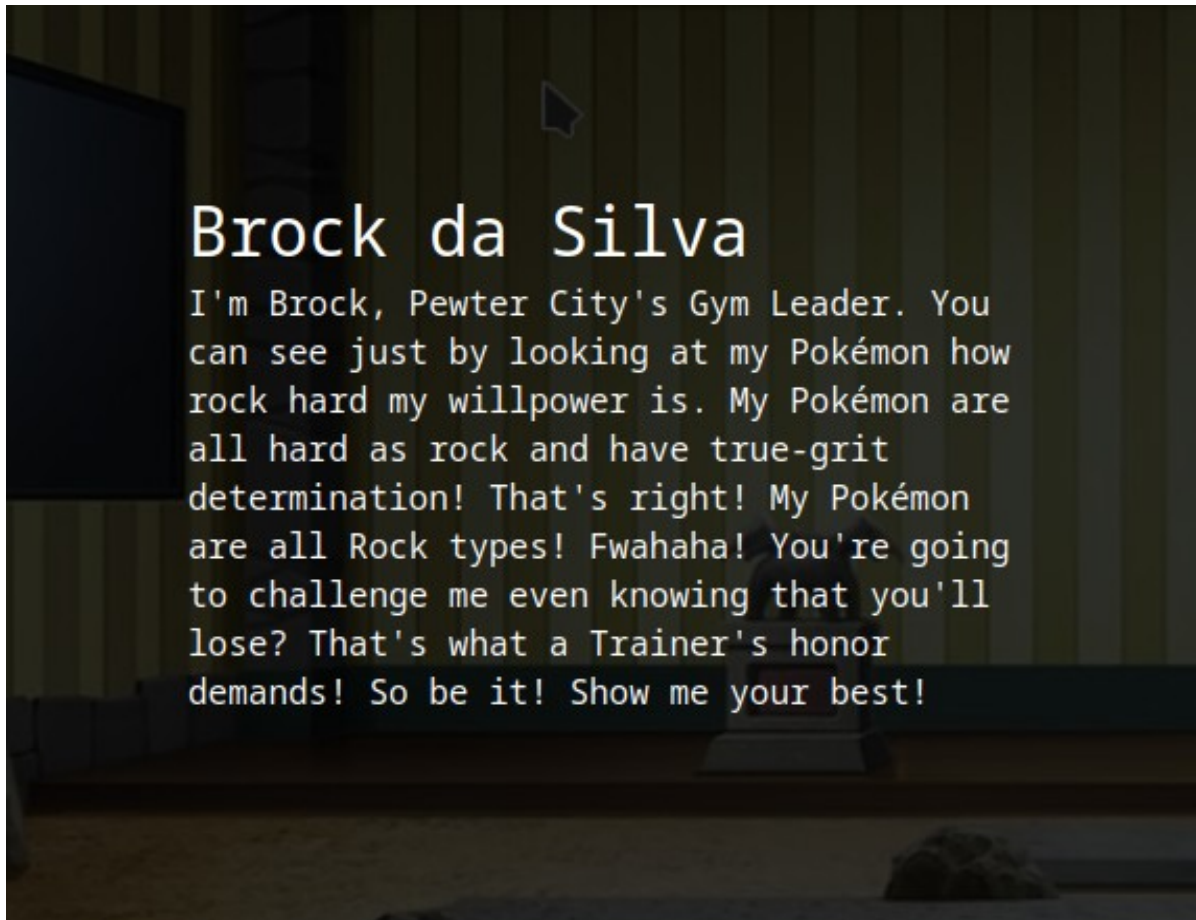 Brock da Silva
I'm Brock, Pewter City's Gym Leader. You
can see just by looking at my Pokémon how
rock hard my willpower is. My Pokémon are
all hard as rock and have true-grit
determination! That's right! My Pokémon
are all Rock types! Fwahaha! You're going
to challenge me even knowing that you'll
lose? That's what a Trainer's honor
demands! So be it! Show me your best!